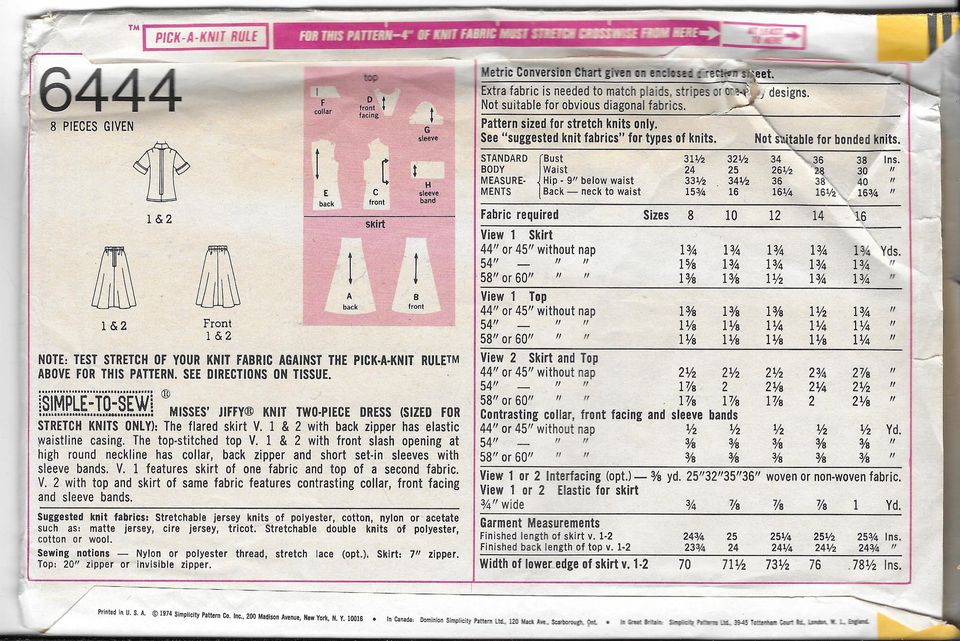 TM PICK-A-KNIT RULE FOR THIS PATTERN—4" OF KNIT FABRIC MUST STRETCH CROSSWISE FROM HERE TO HERE
6444
8 PIECES GIVEN
1 & 2
1 & 2
Front
1 & 2
top
F
collar
D
front
facing
G
sleeve
E
back
C
front
H
sleeve
band
skirt
A
back
B
front
NOTE: TEST STRETCH OF YOUR KNIT FABRIC AGAINST THE PICK-A-KNIT RULE™
ABOVE FOR THIS PATTERN. SEE DIRECTIONS ON TISSUE.
SIMPLE-TO-SEW ®
MISSES' JIFFY® KNIT TWO-PIECE DRESS (SIZED FOR
STRETCH KNITS ONLY): The flared skirt V. 1 & 2 with back zipper has elastic
waistline casing. The top-stitched top V. 1 & 2 with front slash opening at
high round neckline has collar, back zipper and short set-in sleeves with
sleeve bands. V. 1 features skirt of one fabric and top of a second fabric.
V. 2 with top and skirt of same fabric features contrasting collar, front facing
and sleeve bands.
Suggested knit fabrics: Stretchable jersey knits of polyester, cotton, nylon or acetate
such as: matte jersey, cire jersey, tricot. Stretchable double knits of polyester,
cotton or wool.
Sewing notions — Nylon or polyester thread, stretch lace (opt.). Skirt: 7" zipper.
Top: 20" zipper or invisible zipper.
Metric Conversion Chart given on enclosed direction sheet.
Extra fabric is needed to match plaids, stripes or designs.
Not suitable for obvious diagonal fabrics.
Pattern sized for stretch knits only.
See "suggested knit fabrics" for types of knits. Not suitable for bonded knits.
STANDARD Bust 31½ 32½ 34 36 38 Ins.
BODY Waist 24 25 26½ 28 30 "
MEASURE- Hip - 9" below waist 33½ 34½ 36 38 40 "
MENTS Back — neck to waist 15¾ 16 16¼ 16½ 16¾ "
Fabric required Sizes 8 10 12 14 16
View 1 Skirt
44" or 45" without nap 1¾ 1¾ 1¾ 1¾ 1¾ Yds.
54" — " " 1⅝ 1¾ 1¾ 1¾ 1¾ "
58" or 60" " " 1⅜ 1⅜ 1½ 1¾ 1¾ "
View 1 Top
44" or 45" without nap 1⅜ 1⅜ 1⅜ 1½ 1¾ "
54" — " " 1⅛ 1⅛ 1¼ 1¼ 1¼ "
58" or 60" " " 1⅛ 1⅛ 1⅛ 1⅛ 1¼ "
View 2 Skirt and Top
44" or 45" without nap 2½ 2½ 2½ 2¾ 2⅞ "
54" — " " 1⅞ 2 2⅛ 2¼ 2½ "
58" or 60" " " 1⅞ 1⅞ 1⅞ 2 2⅛ "
Contrasting collar, front facing and sleeve bands
44" or 45" without nap ½ ½ ½ ½ ½ Yd.
54" — " " ⅜ ⅜ ⅜ ⅜ ⅜ "
58" or 60" " " ⅜ ⅜ ⅜ ⅜ ⅜ "
View 1 or 2 Interfacing (opt.) — ⅜ yd. 25"32"35"36" woven or non-woven fabric.
View 1 or 2 Elastic for skirt
¾" wide ¾ ⅞ ⅞ ⅞ 1 Yd.
Garment Measurements
Finished length of skirt v. 1-2 24¾ 25 25¼ 25½ 25¾ Ins.
Finished back length of top v. 1-2 23¾ 24 24¼ 24½ 24¾ "
Width of lower edge of skirt v. 1-2 70 71½ 73½ 76 78½ Ins.
Printed in U. S. A. © 1974 Simplicity Pattern Co. Inc., 200 Madison Avenue, New York, N. Y. 10016 • In Canada: Dominion Simplicity Pattern Ltd., 120 Mack Ave., Scarborough, Ont. • In Great Britain: Simplicity Patterns Ltd., 39-45 Tottenham Court Rd., London, W. 1., England.